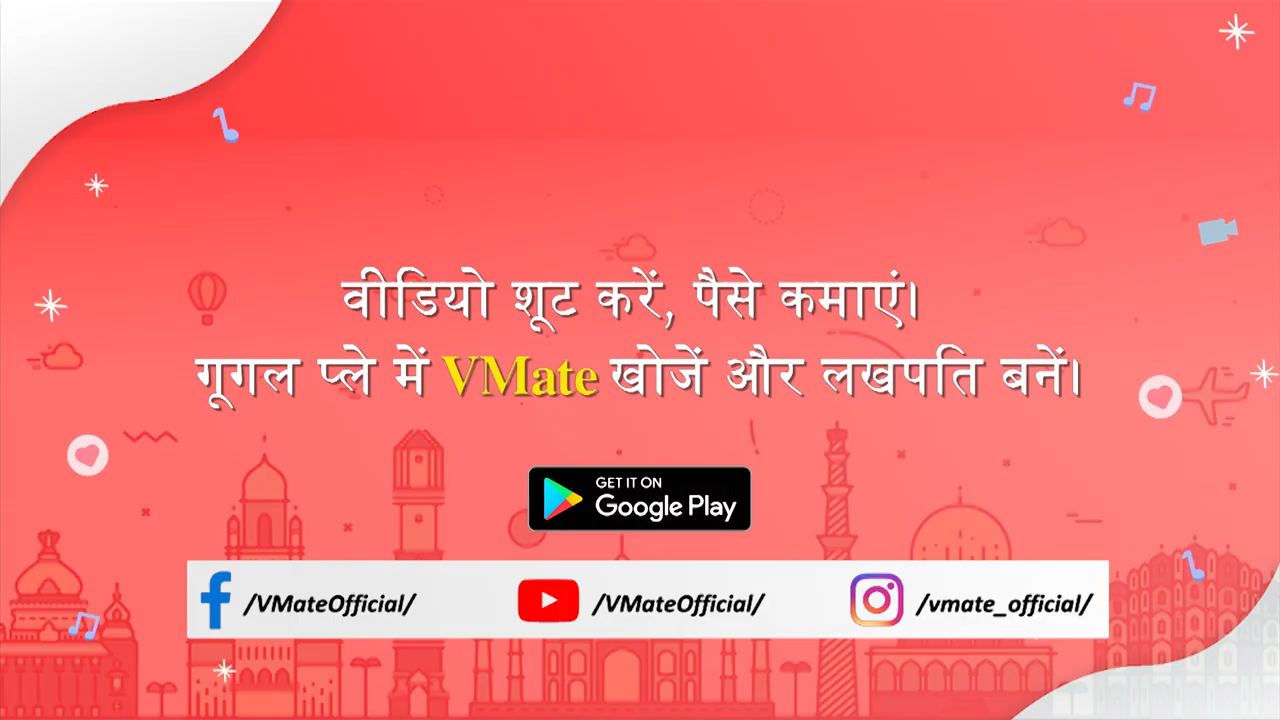 वीडियो शूट करें, पैसे कमाएं।
गूगल प्ले में VMate खोजें और लखपति बनें।
GET IT ON
Google Play
/VMateOfficial/ /VMateOfficial/ /vmate_official/